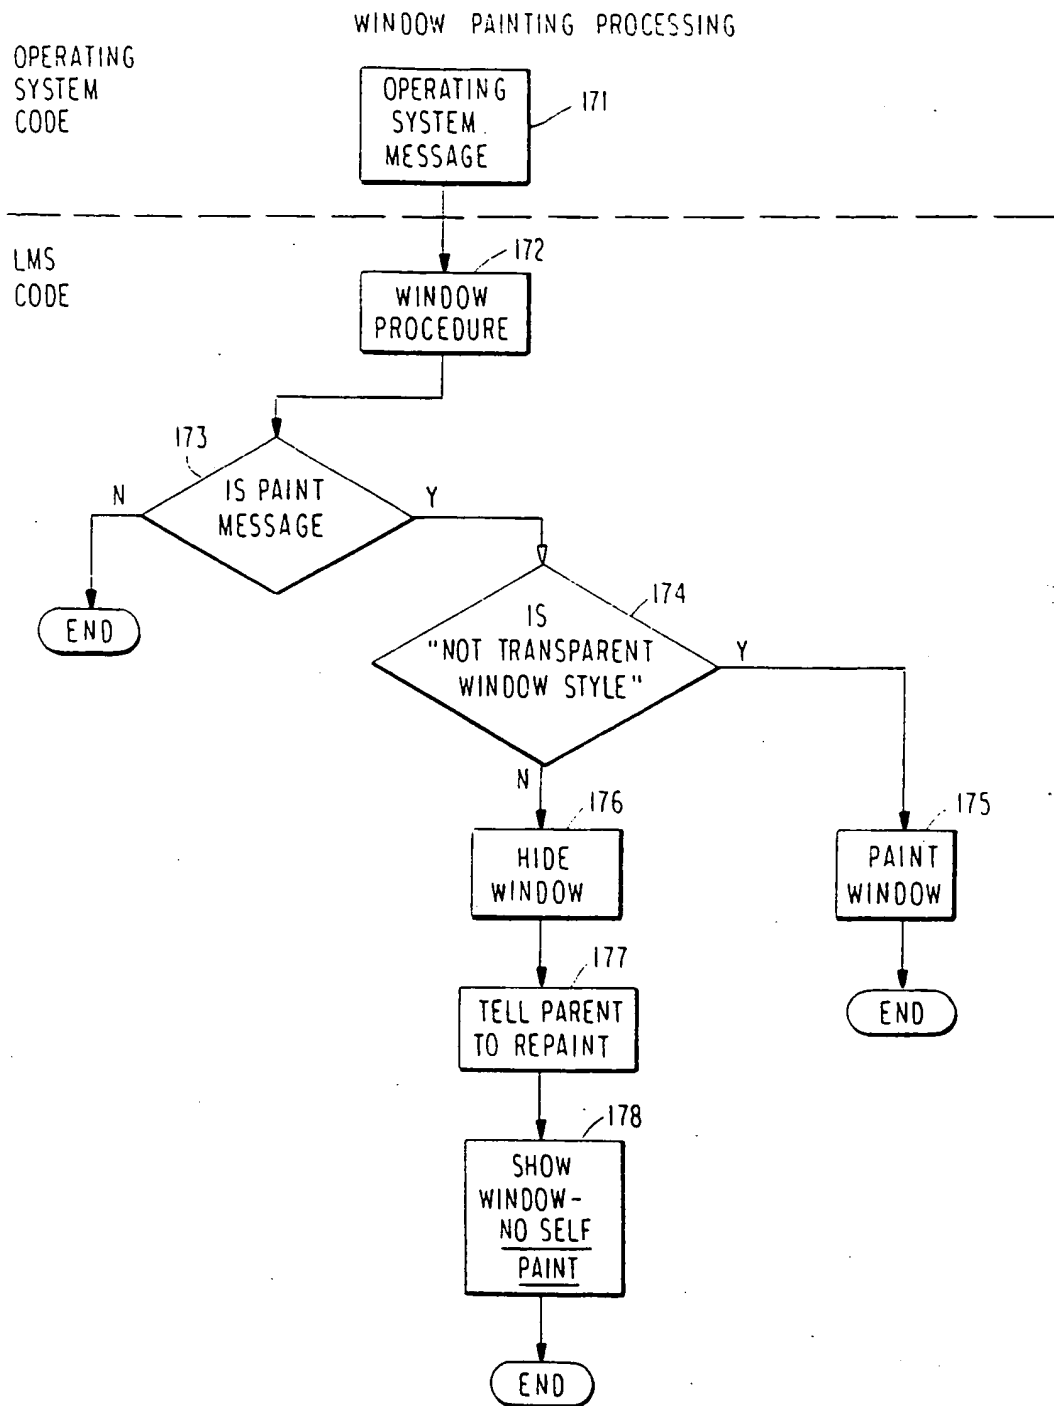 WINDOW PAINTING PROCESSING
OPERATING
SYSTEM
CODE
OPERATING
SYSTEM
MESSAGE
171
LMS
CODE
172
WINDOW
PROCEDURE
173
IS PAINT
MESSAGE
N
Y
END
174
IS
"NOT TRANSPARENT
WINDOW STYLE"
Y
N
176
HIDE
WINDOW
175
PAINT
WINDOW
177
TELL PARENT
TO REPAINT
END
178
SHOW
WINDOW-
NO SELF
PAINT
END